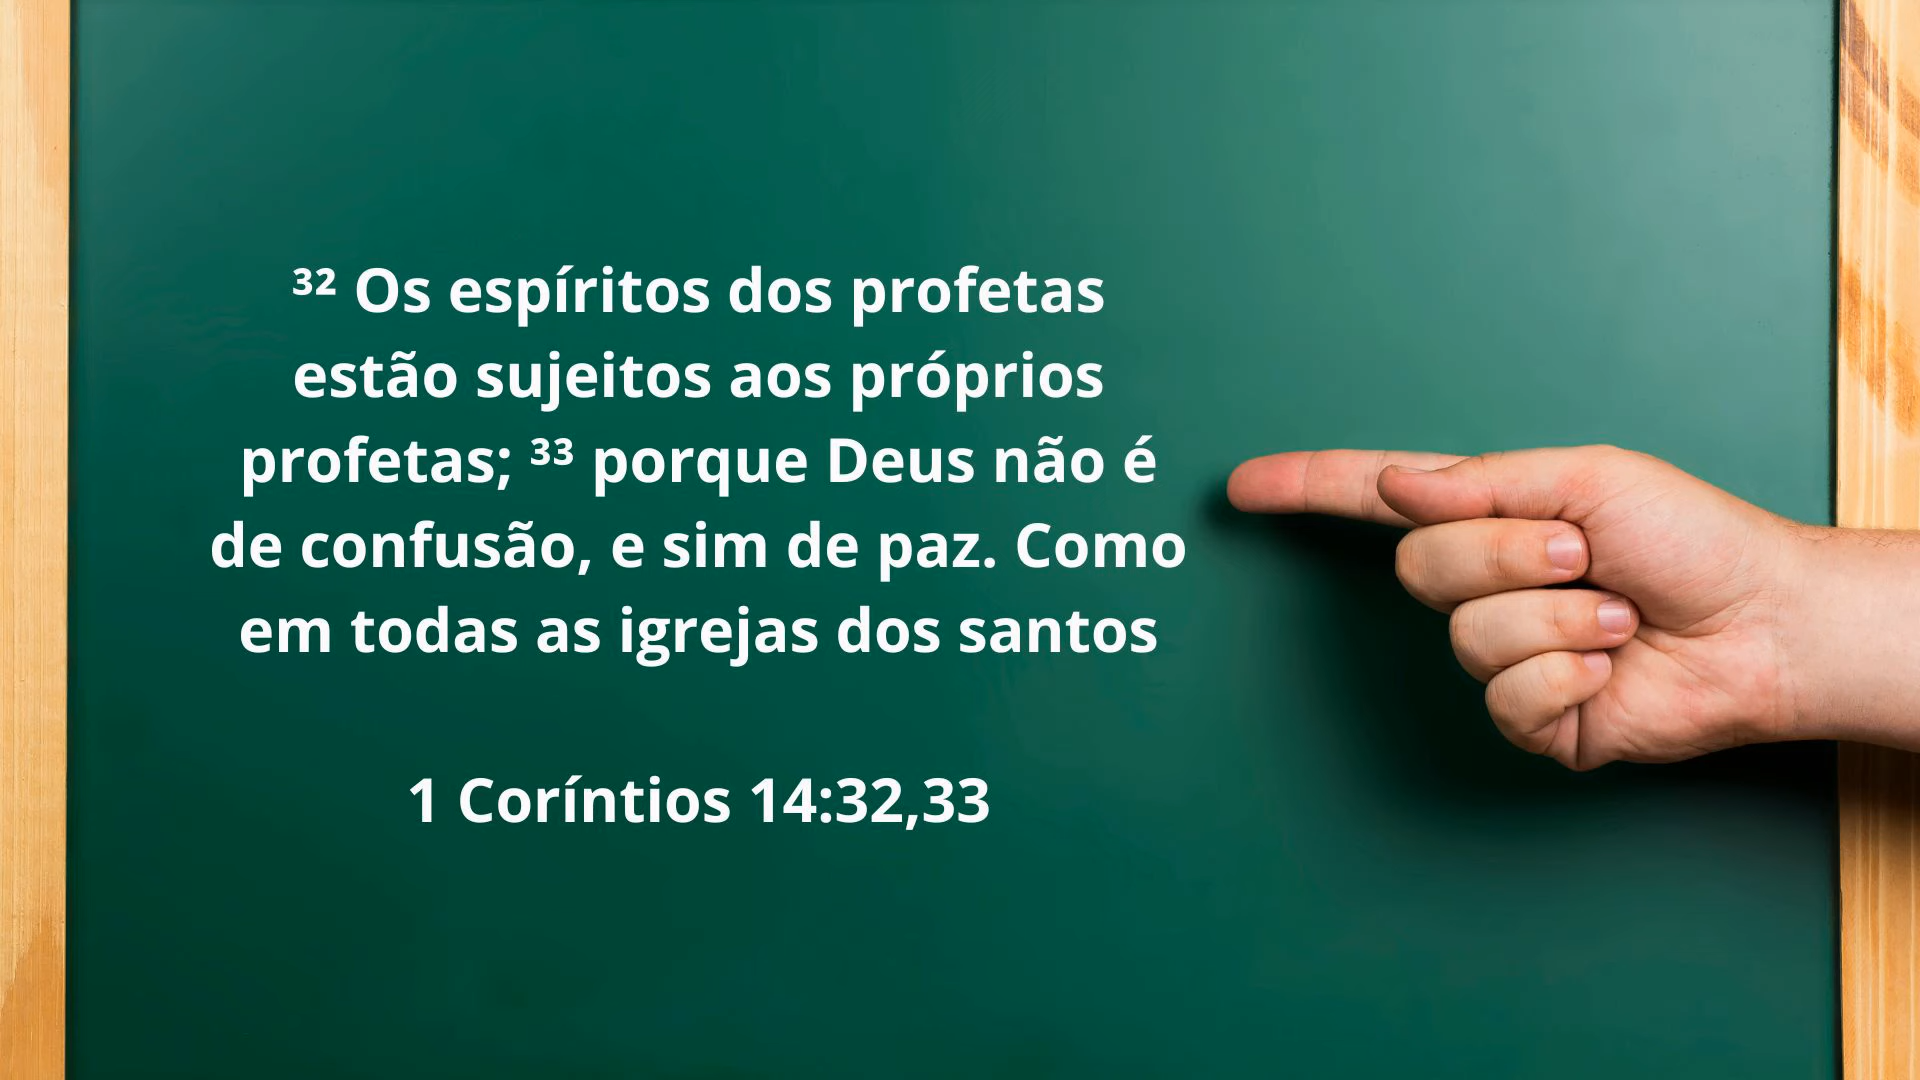 ³² Os espíritos dos profetas
estão sujeitos aos próprios
profetas; ³³ porque Deus não é
de confusão, e sim de paz. Como
em todas as igrejas dos santos
1 Coríntios 14:32,33